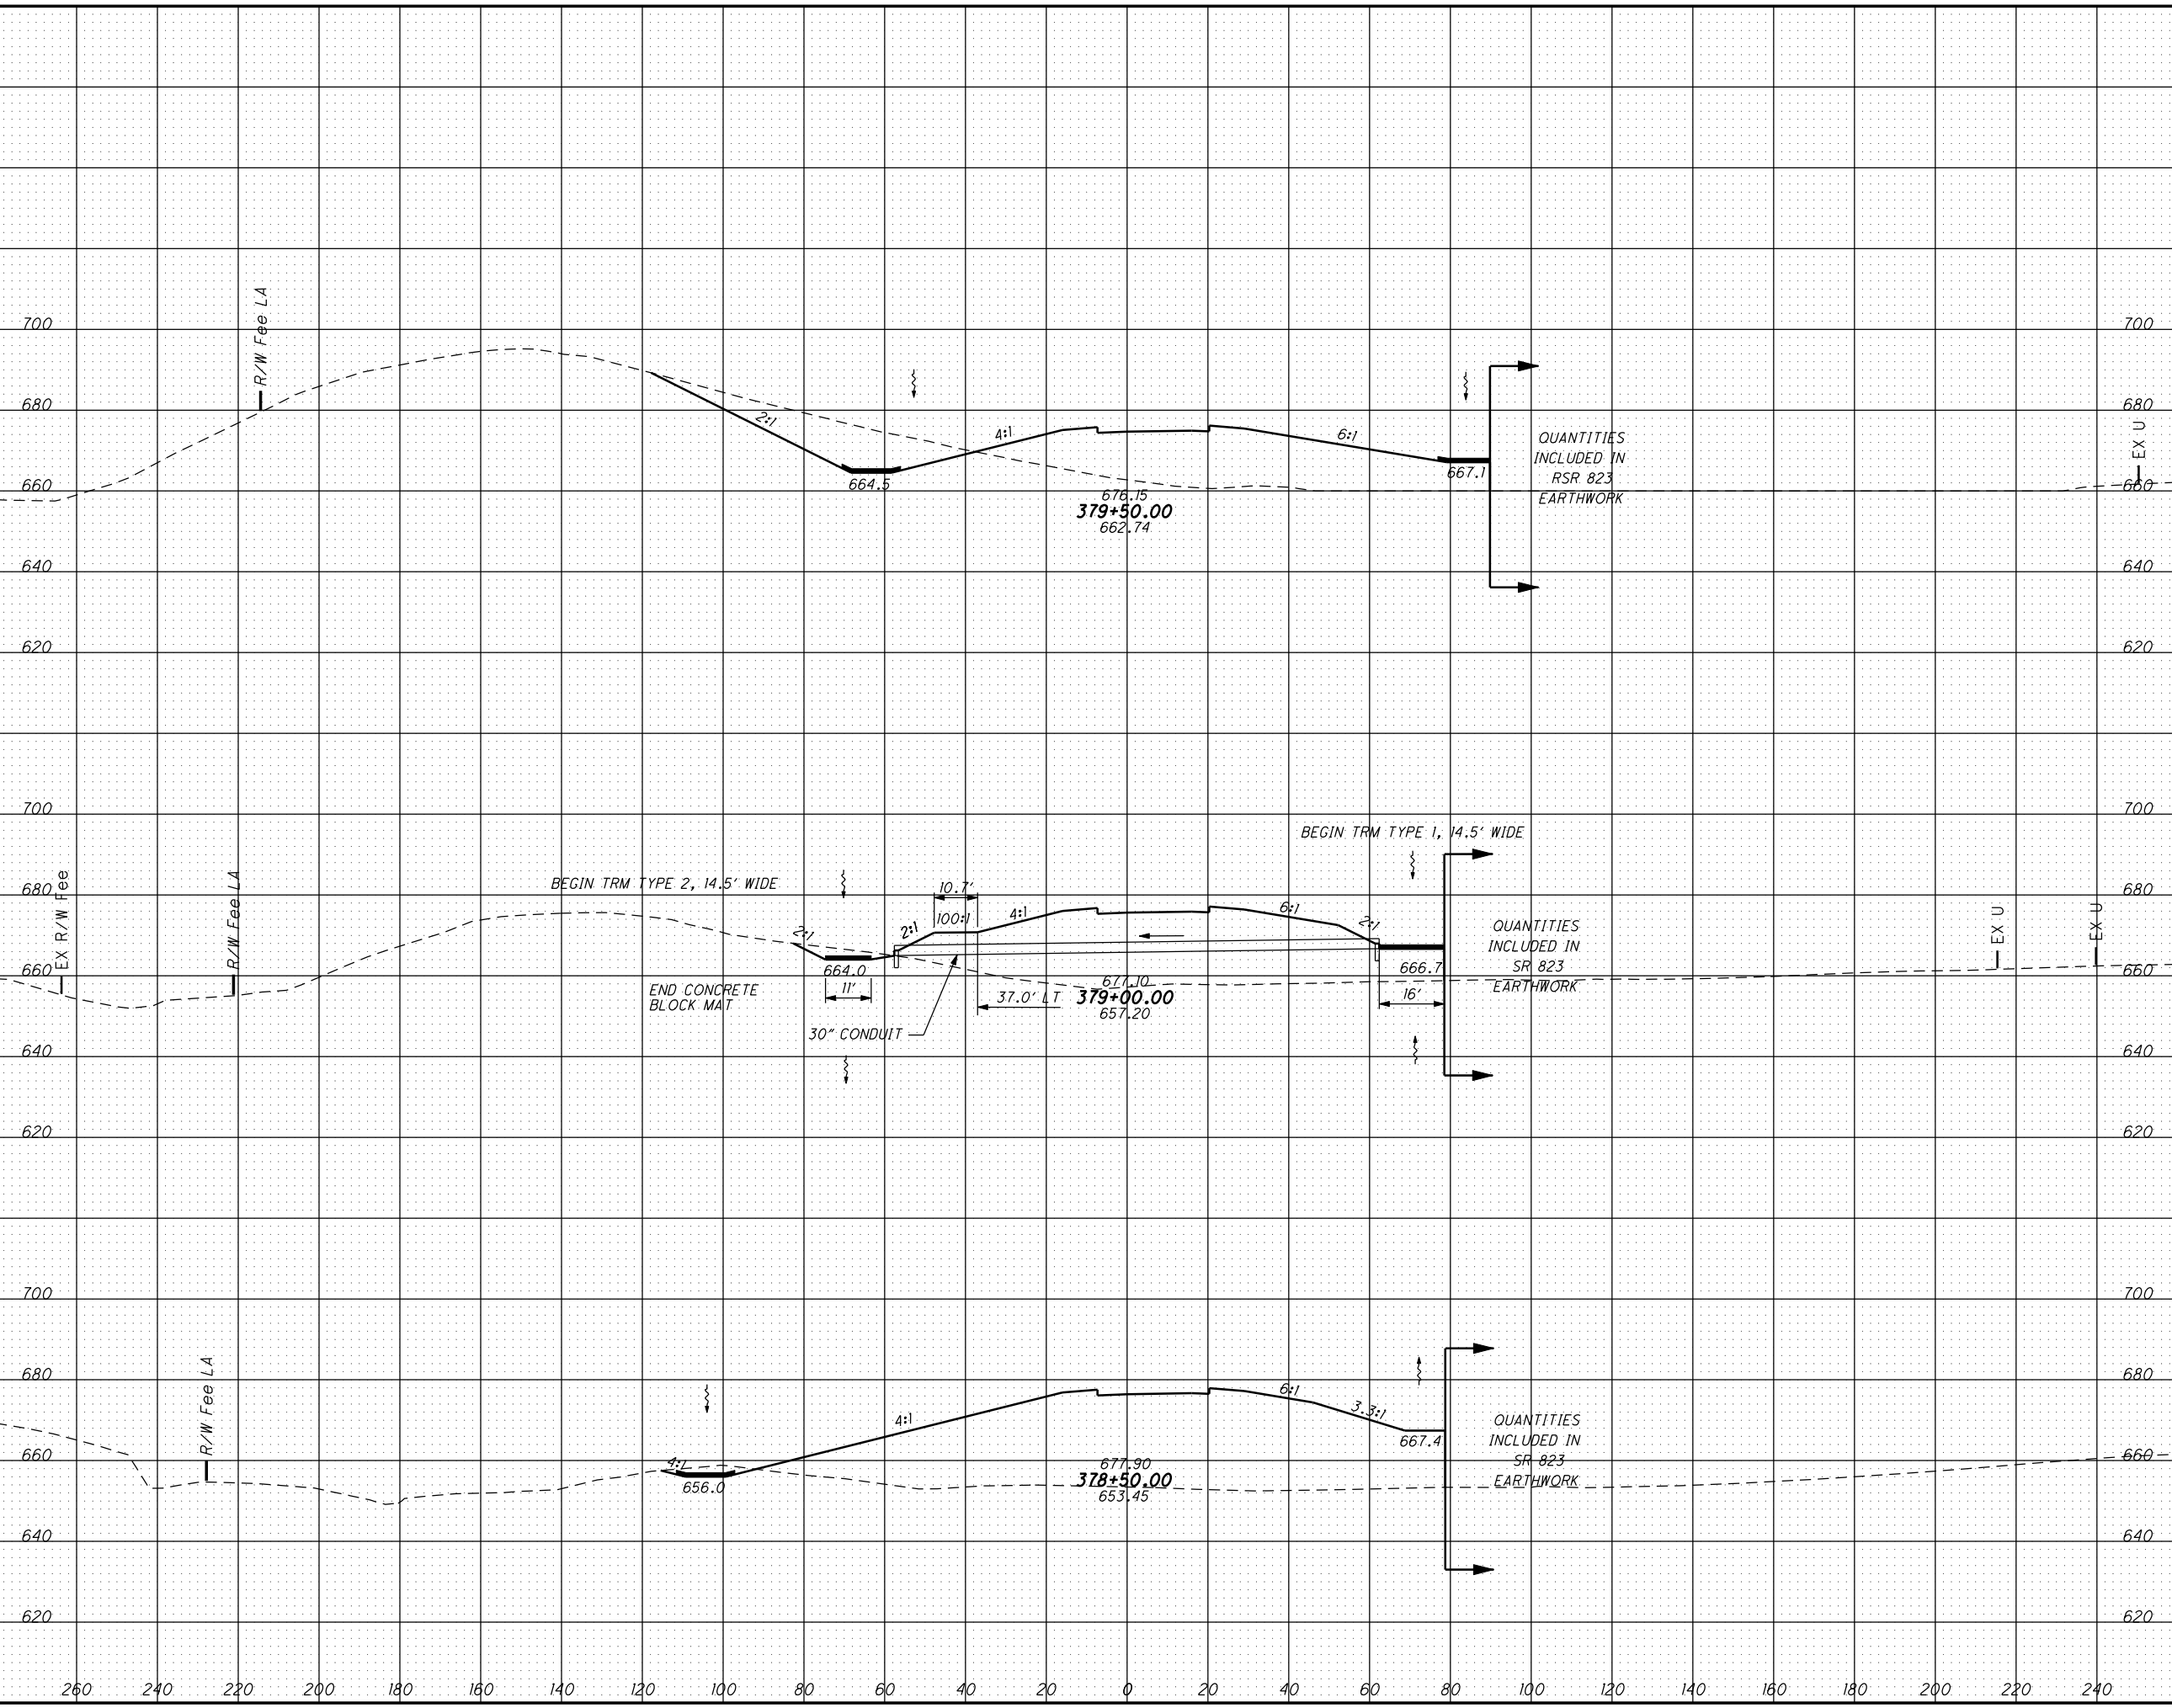 R/W Fee LA
700
700
680
680
EX U
2:1
4:1
6:1
QUANTITIES
INCLUDED IN
RSR 823
EARTHWORK
664.5
667.1
660
660
676.15
379+50.00
662.74
640
640
620
620
700
700
BEGIN TRM TYPE 1, 14.5' WIDE
EX R/W Fee
R/W Fee LA
BEGIN TRM TYPE 2, 14.5' WIDE
680
680
10.7'
100:1
4:1
6:1
2:1
2:1
2:1
QUANTITIES
INCLUDED IN
SR 823
EARTHWORK
EX U
EX U
664.0
666.7
660
660
11'
END CONCRETE
BLOCK MAT
37.0' LT
677.10
379+00.00
657.20
16'
30" CONDUIT
640
640
620
620
700
700
R/W Fee LA
680
680
4:1
6:1
3.3:1
QUANTITIES
INCLUDED IN
SR 823
EARTHWORK
667.4
660
660
4:1
656.0
677.90
378+50.00
653.45
640
640
620
620
260 240 220 200 180 160 140 120 100 80 60 40 20 0 20 40 60 80 100 120 140 160 180 200 220 240